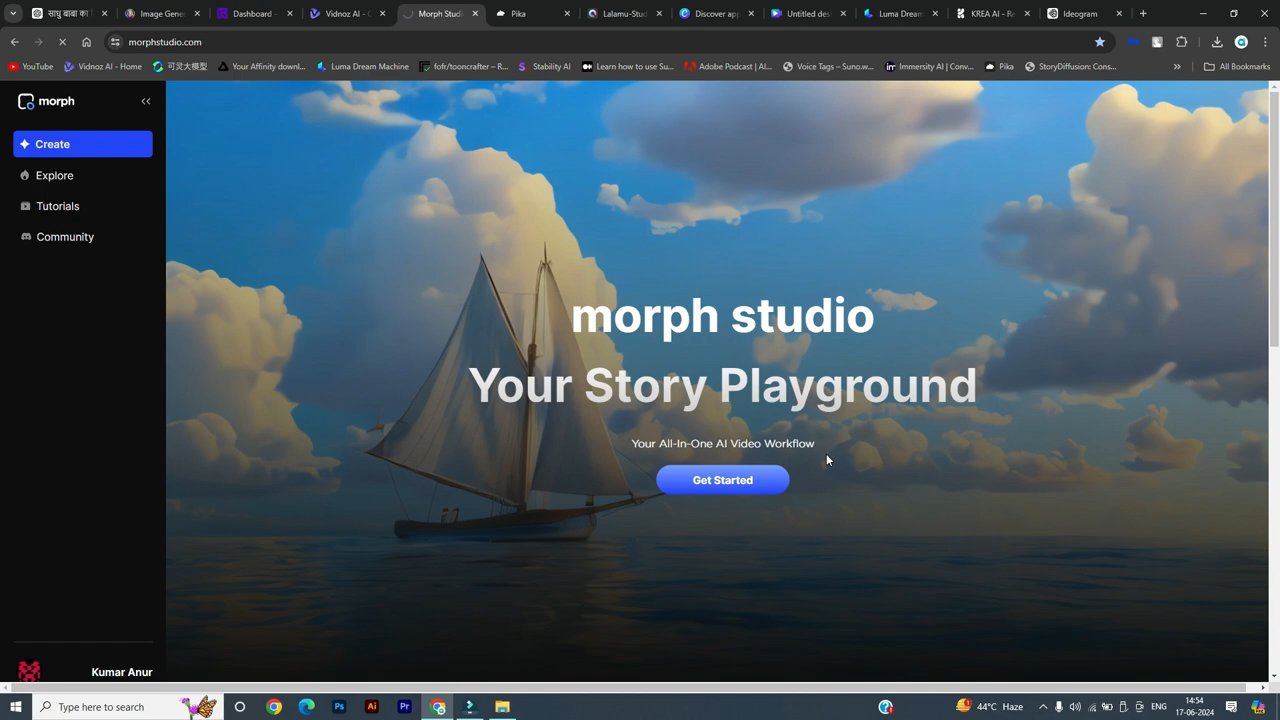 साधु बाबा का
Image Gener
Dashboard -
Vidnoz AI - C
Morph Studi
Pika
Lalamu-Stud
Discover app
Untitled des
Luma Dream
KREA AI - Re
Ideogram
morphstudio.com
YouTube
Vidnoz AI - Home
可灵大模型
Your Affinity downl...
Luma Dream Machine
fofr/tooncrafter – R...
Stability AI
Learn how to use Su...
Adobe Podcast | AI...
Voice Tags – Suno.w...
Immersity AI | Conv...
Pika
StoryDiffusion: Cons...
All Bookmarks
morph
Create
Explore
Tutorials
Community
morph studio
Your Story Playground
Your All-In-One AI Video Workflow
Get Started
Kumar Anur
Type here to search
44°C Haze
ENG
14:54
17-06-2024